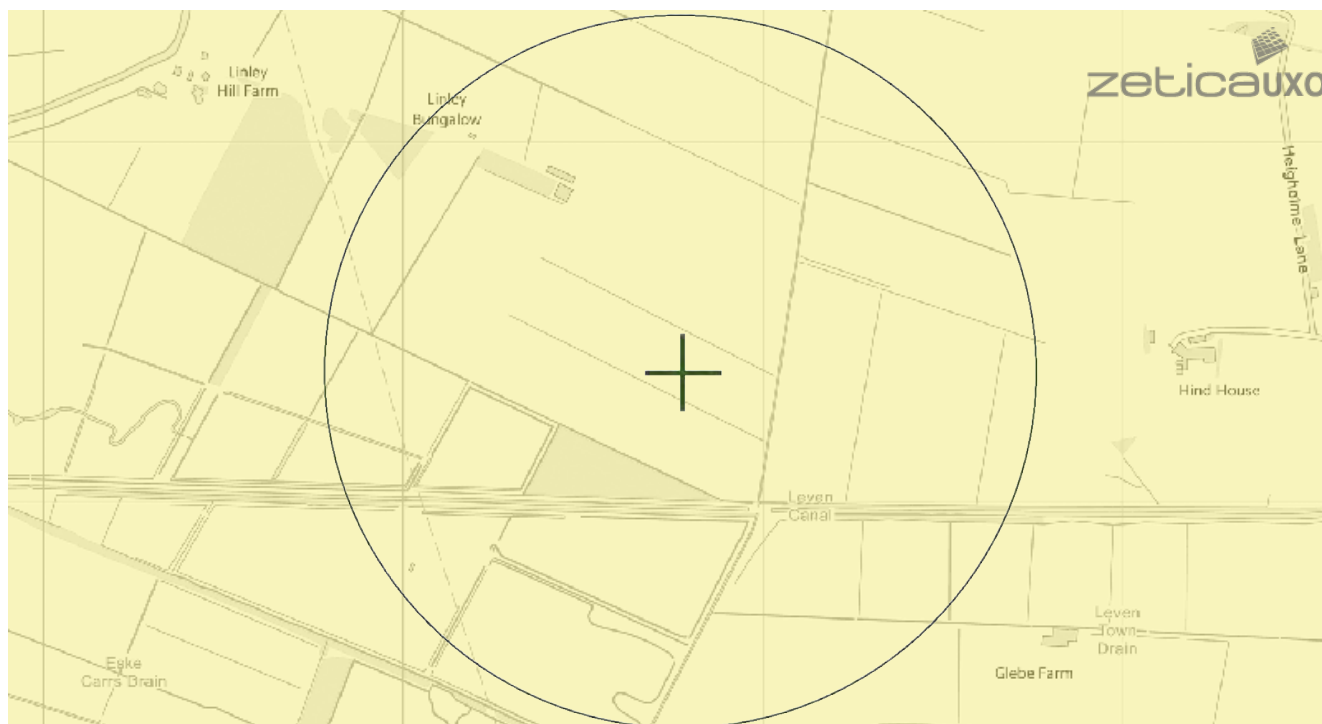 Linley
Hill Farm
Linley
Bungalow
zeticauxo
Heigholme Lane
Hind House
Leven
Canal
Leven
Town
Drain
Glebe Farm
Eske
Carrs Drain